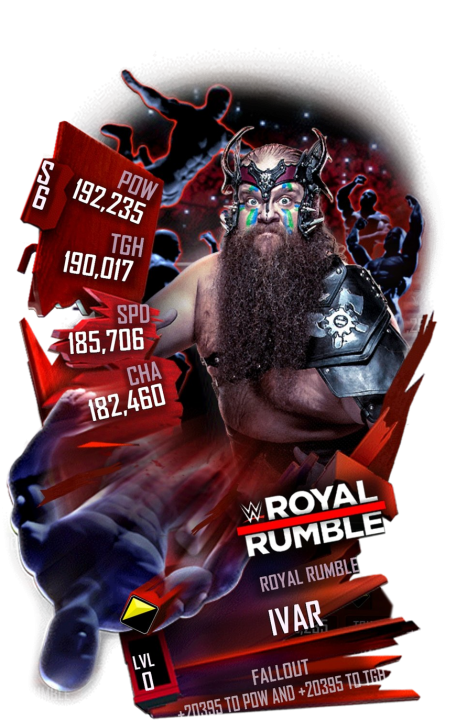 S6
POW
192,235
TGH
190,017
SPD
185,706
CHA
182,460
W
ROYAL
RUMBLE
ROYAL RUMBLE
IVAR
LVL
0
FALLOUT
+20395 TO POW AND +20395 TO TGH